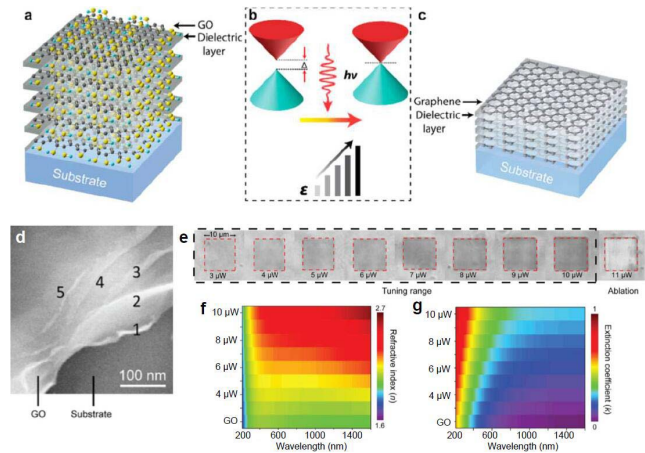 a
GO
Dielectric
layer
Substrate
b
Δ
hν
ε
c
Graphene
Dielectric
layer
Substrate
d
5
4
3
2
1
100 nm
GO
Substrate
e
10 μm
3 μW
4 μW
5 μW
6 μW
7 μW
8 μW
9 μW
10 μW
11 μW
Tuning range
Ablation
f
10 μW
8 μW
4 μW
GO
200
600
1000
1400
Wavelength (nm)
2.7
1.6
Refractive index (n)
g
10 μW
8 μW
4 μW
GO
200
600
1000
1400
Wavelength (nm)
1
0
Extinction coefficient (k)